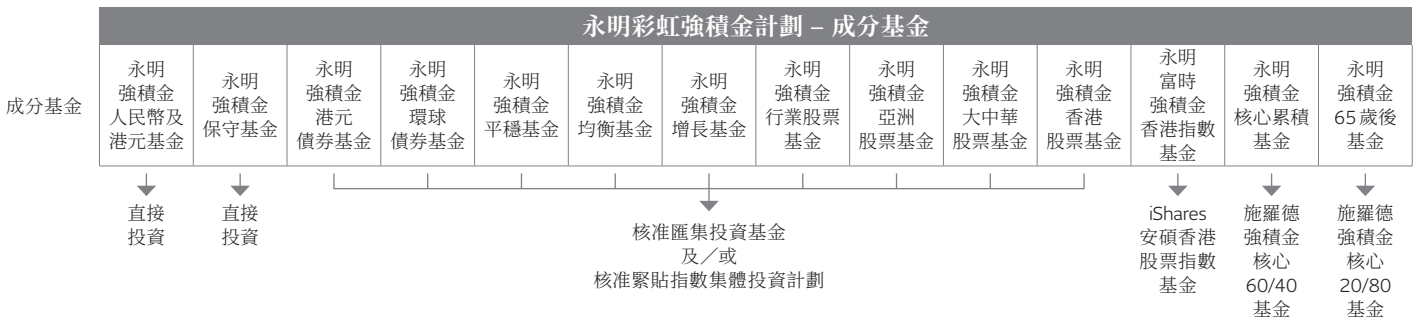 永明彩虹強積金計劃 – 成分基金
成分基金
永明
強積金
人民幣及
港元基金
永明
強積金
保守基金
永明
強積金
港元
債券基金
永明
強積金
環球
債券基金
永明
強積金
平穩基金
永明
強積金
均衡基金
永明
強積金
增長基金
永明
強積金
行業股票
基金
永明
強積金
亞洲
股票基金
永明
強積金
大中華
股票基金
永明
強積金
香港
股票基金
永明
富時
強積金
香港指數
基金
永明
強積金
核心累積
基金
永明
強積金
65歲後
基金
直接
投資
直接
投資
核准匯集投資基金
及／或
核准緊貼指數集體投資計劃
iShares
安碩香港
股票指數
基金
施羅德
強積金
核心
60/40
基金
施羅德
強積金
核心
20/80
基金